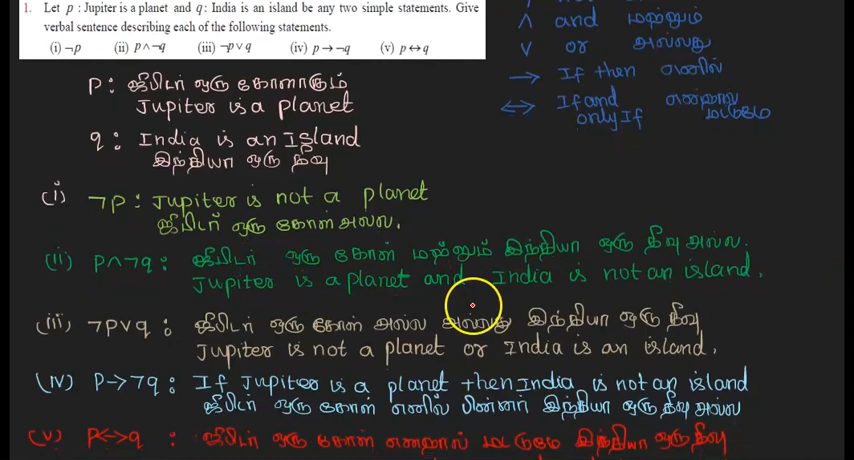 1. Let p : Jupiter is a planet and q : India is an island be any two simple statements. Give
verbal sentence describing each of the following statements.
(i) ¬p (ii) p ∧ ¬q (iii) ¬p ∨ q (iv) p → ¬q (v) p ↔ q
∧ and மற்றும்
∨ or அல்லது
→ If then எனில்
↔ If and only If என்றால் மட்டுமே
P : ஜீபிடர் ஒரு கோளாகும்
Jupiter is a planet
q : India is an Island
இந்தியா ஒரு தீவு
(i) ¬P : Jupiter is not a planet
ஜீபிடர் ஒரு கோள் அல்ல.
(ii) P∧¬q : ஜீபிடர் ஒரு கோள் மற்றும் இந்தியா ஒரு தீவு அல்ல.
Jupiter is a planet and India is not an island.
(iii) ¬P∨q : ஜீபிடர் ஒரு கோள் அல்ல அல்லது இந்தியா ஒரு தீவு
Jupiter is not a planet or India is an island.
(iv) P→¬q : If Jupiter is a planet then India is not an island
ஜீபிடர் ஒரு கோள் எனில் பின்னர் இந்தியா ஒரு தீவு அல்ல
(v) P↔q : ஜீபிடர் ஒரு கோள் என்றால் மட்டுமே இந்தியா ஒரு தீவு